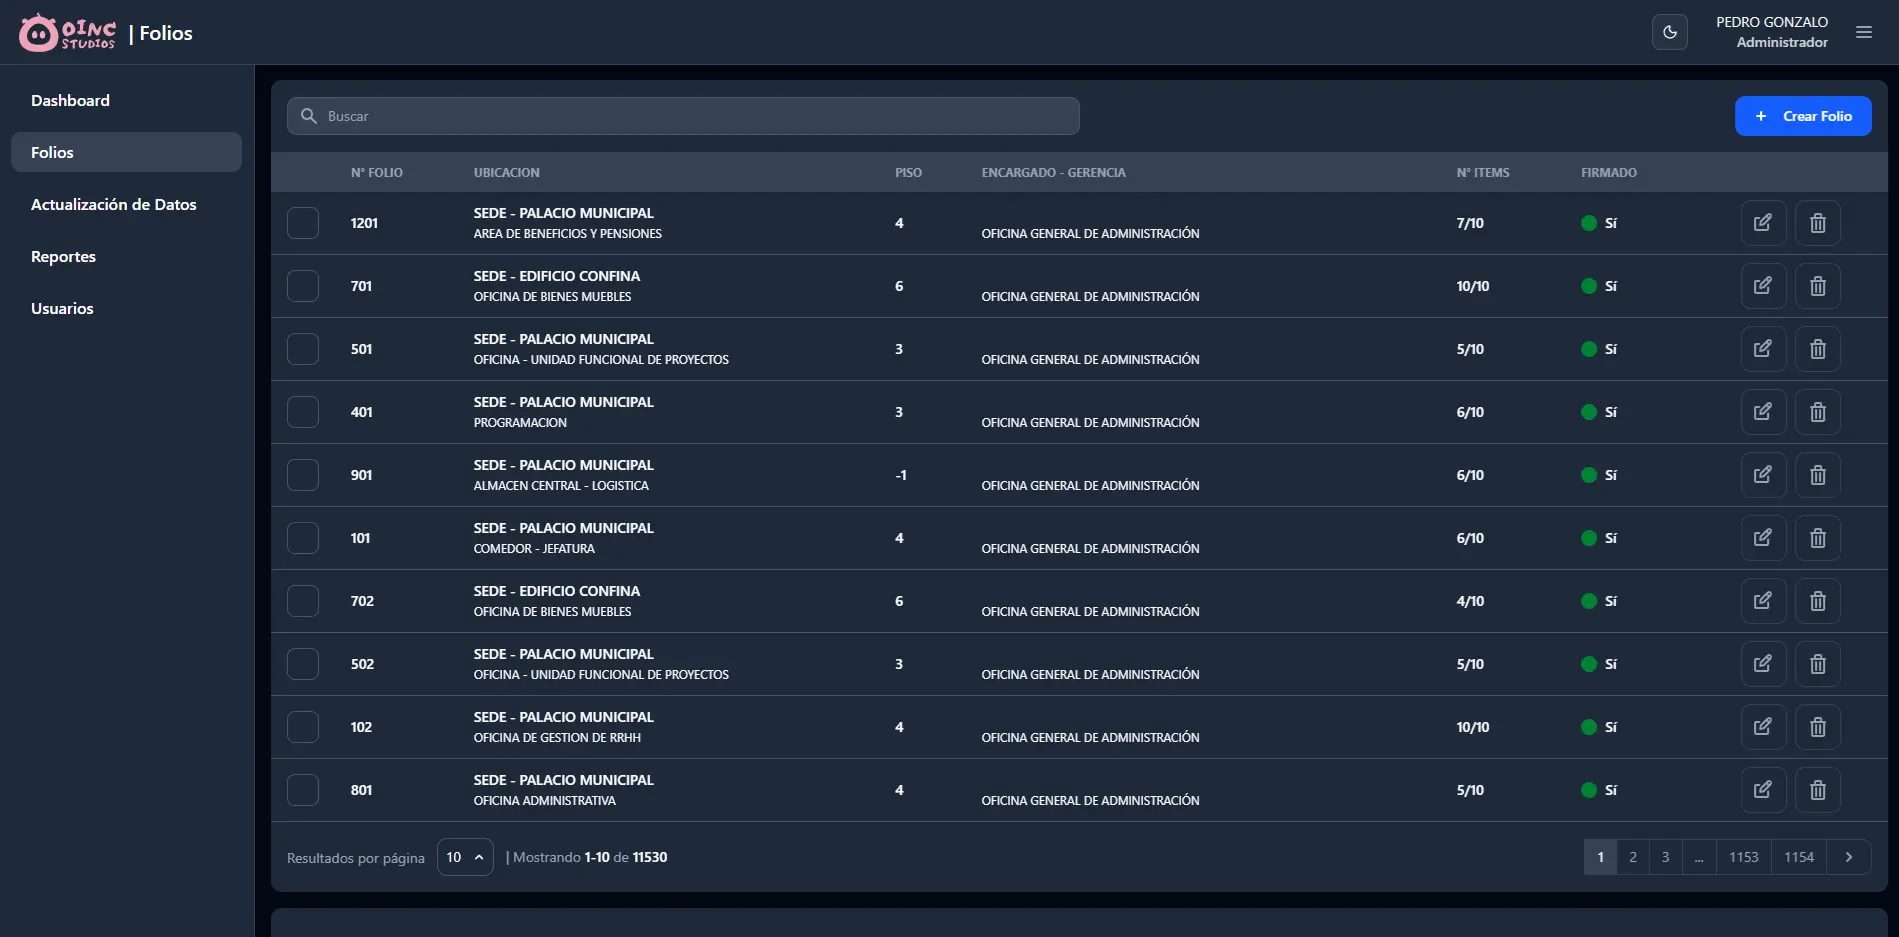 OINC
STUDIOS
| Folios
PEDRO GONZALO
Administrador
Dashboard
Folios
Actualización de Datos
Reportes
Usuarios
Buscar
+ Crear Folio
N° FOLIO UBICACION PISO ENCARGADO - GERENCIA N° ITEMS FIRMADO
1201 SEDE - PALACIO MUNICIPAL 4 7/10 Sí
AREA DE BENEFICIOS Y PENSIONES OFICINA GENERAL DE ADMINISTRACIÓN
701 SEDE - EDIFICIO CONFINA 6 10/10 Sí
OFICINA DE BIENES MUEBLES OFICINA GENERAL DE ADMINISTRACIÓN
501 SEDE - PALACIO MUNICIPAL 3 5/10 Sí
OFICINA - UNIDAD FUNCIONAL DE PROYECTOS OFICINA GENERAL DE ADMINISTRACIÓN
401 SEDE - PALACIO MUNICIPAL 3 6/10 Sí
PROGRAMACION OFICINA GENERAL DE ADMINISTRACIÓN
901 SEDE - PALACIO MUNICIPAL -1 6/10 Sí
ALMACEN CENTRAL - LOGISTICA OFICINA GENERAL DE ADMINISTRACIÓN
101 SEDE - PALACIO MUNICIPAL 4 6/10 Sí
COMEDOR - JEFATURA OFICINA GENERAL DE ADMINISTRACIÓN
702 SEDE - EDIFICIO CONFINA 6 4/10 Sí
OFICINA DE BIENES MUEBLES OFICINA GENERAL DE ADMINISTRACIÓN
502 SEDE - PALACIO MUNICIPAL 3 5/10 Sí
OFICINA - UNIDAD FUNCIONAL DE PROYECTOS OFICINA GENERAL DE ADMINISTRACIÓN
102 SEDE - PALACIO MUNICIPAL 4 10/10 Sí
OFICINA DE GESTION DE RRHH OFICINA GENERAL DE ADMINISTRACIÓN
801 SEDE - PALACIO MUNICIPAL 4 5/10 Sí
OFICINA ADMINISTRATIVA OFICINA GENERAL DE ADMINISTRACIÓN
Resultados por página 10 | Mostrando 1-10 de 11530 1 2 3 ... 1153 1154